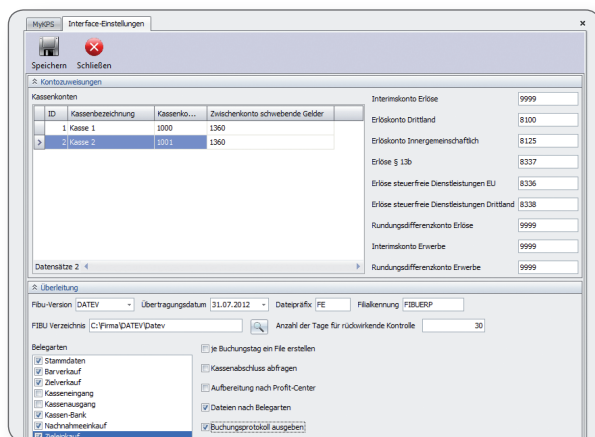 MyKPS Interface-Einstellungen ×
Speichern Schließen
Kontozuweisungen
Kassenkonten
ID Kassenbezeichnung Kassenko... Zwischenkonto schwebende Gelder
1 Kasse 1 1000 1360
2 Kasse 2 1001 1360
Datensätze 2
Interimskonto Erlöse 9999
Erlöskonto Drittland 8100
Erlöskonto Innergemeinschaftlich 8125
Erlöse § 13b 8337
Erlöse steuerfreie Dienstleistungen EU 8336
Erlöse steuerfreie Dienstleistungen Drittland 8338
Rundungsdifferenzkonto Erlöse 9999
Interimskonto Erwerbe 9999
Rundungsdifferenzkonto Erwerbe 9999
Überleitung
Fibu-Version DATEV Übertragungsdatum 31.07.2012 Dateipräfix FE Filialkennung FIBUERP
FIBU Verzeichnis C:\Firma\DATEV\Datev Anzahl der Tage für rückwirkende Kontrolle 30
Belegarten
Stammdaten
Barverkauf
Zielverkauf
Kasseneingang
Kassenausgang
Kassen-Bank
Nachnahmeeinkauf
Zieleinkauf
je Buchungstag ein File erstellen
Kassenabschluss abfragen
Aufbereitung nach Profit-Center
Dateien nach Belegarten
Buchungsprotokoll ausgeben